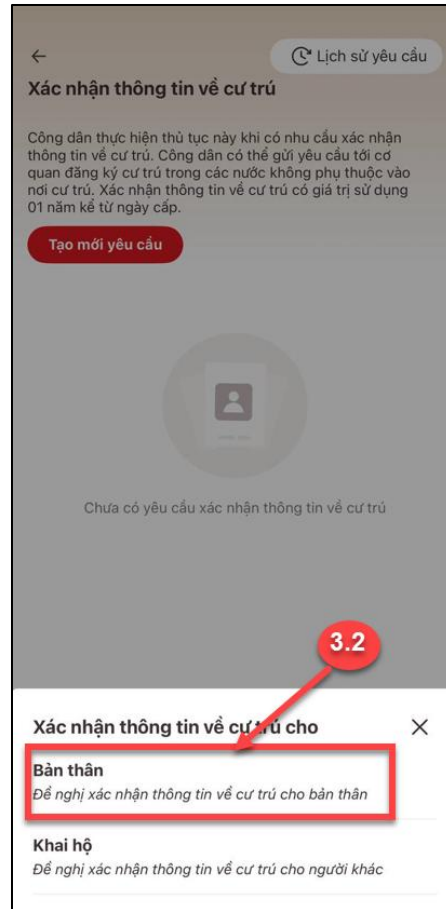 Lịch sử yêu cầu
Xác nhận thông tin về cư trú
Công dân thực hiện thủ tục này khi có nhu cầu xác nhận
thông tin về cư trú. Công dân có thể gửi yêu cầu tới cơ
quan đăng ký cư trú trong các nước không phụ thuộc vào
nơi cư trú. Xác nhận thông tin về cư trú có giá trị sử dụng
01 năm kể từ ngày cấp.
Tạo mới yêu cầu
Chưa có yêu cầu xác nhận thông tin về cư trú
3.2
Xác nhận thông tin về cư trú cho
Bản thân
Đề nghị xác nhận thông tin về cư trú cho bản thân
Khai hộ
Đề nghị xác nhận thông tin về cư trú cho người khác